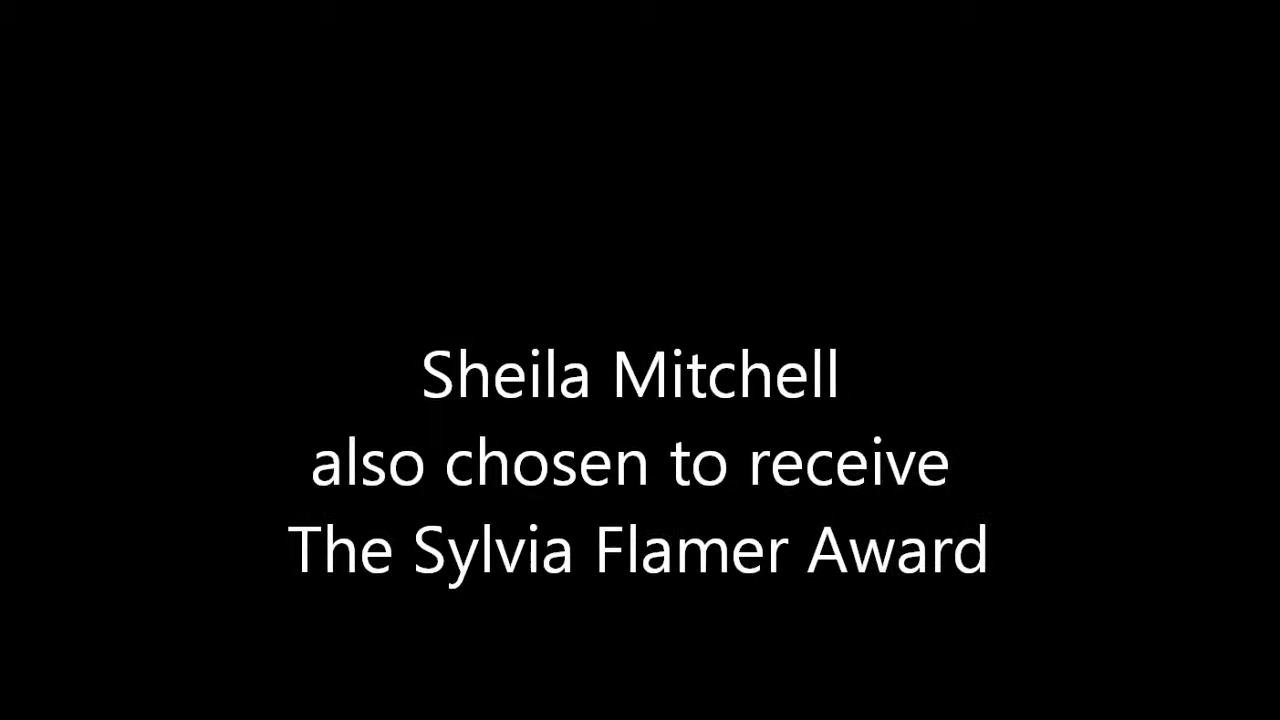 Sheila Mitchell
also chosen to receive
The Sylvia Flamer Award